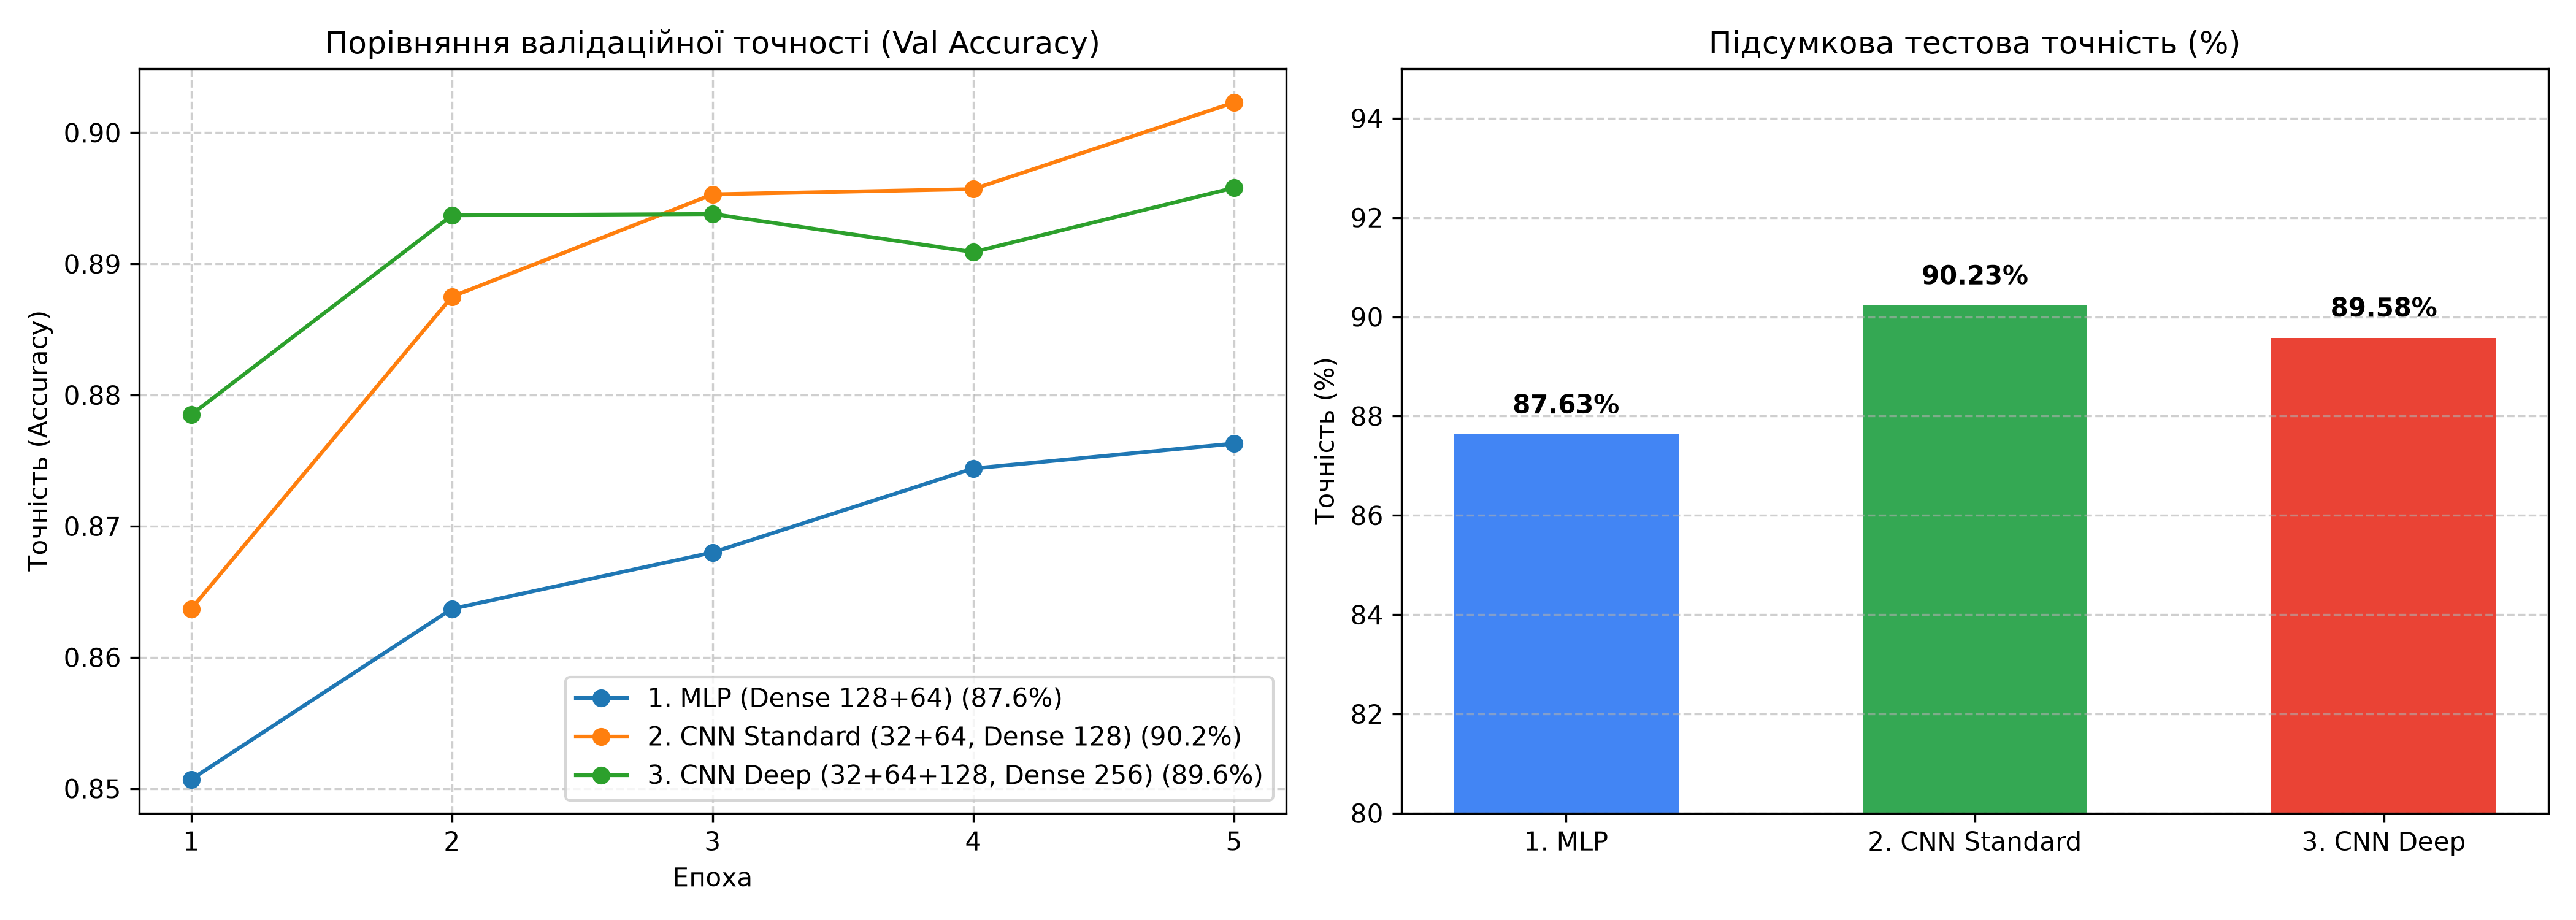 Порівняння валідаційної точності (Val Accuracy)
Точність (Accuracy)
0.90
0.89
0.88
0.87
0.86
0.85
1. MLP (Dense 128+64) (87.6%)
2. CNN Standard (32+64, Dense 128) (90.2%)
3. CNN Deep (32+64+128, Dense 256) (89.6%)
1 2 3 4 5
Епоха
Підсумкова тестова точність (%)
Точність (%)
94
92
90
88
86
84
82
80
87.63%
90.23%
89.58%
1. MLP 2. CNN Standard 3. CNN Deep